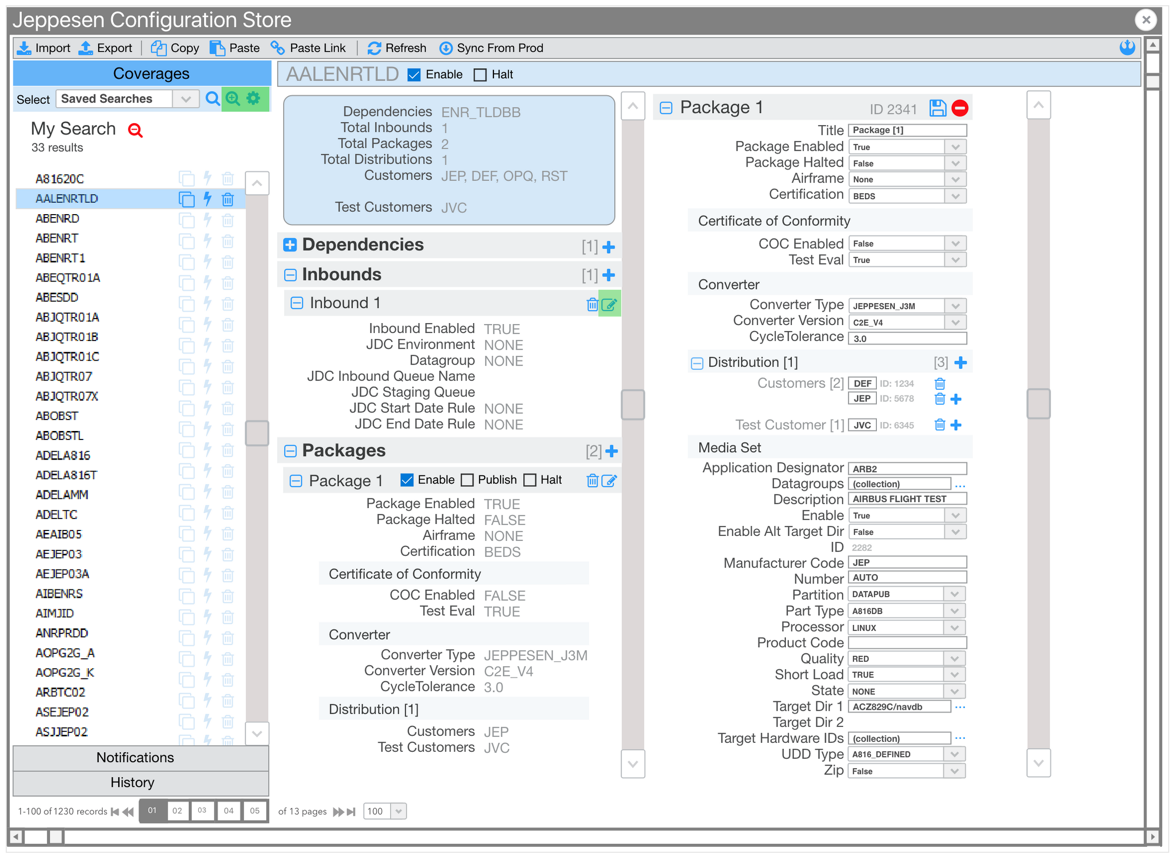 Jeppesen Configuration Store
Import Export Copy Paste Paste Link Refresh Sync From Prod
Coverages
Select Saved Searches
My Search
33 results
A81620C
AALENRTLD
ABENRD
ABENRT
ABENRT1
ABEQTR01A
ABESDD
ABJQTR01A
ABJQTR01B
ABJQTR01C
ABJQTR07
ABJQTR07X
ABOBST
ABOBSTL
ADELA816
ADELA816T
ADELAMM
ADELTC
AEAIB05
AEJEP03
AEJEP03A
AIBENRS
AIMJID
ANRPRDD
AOPG2G_A
AOPG2G_K
ARBTC02
ASEJEP02
ASJJEP02
Notifications
History
1-100 of 1230 records 01 02 03 04 05 of 13 pages 100
AALENRTLD Enable Halt
Dependencies ENR_TLDBB
Total Inbounds 1
Total Packages 2
Total Distributions 1
Customers JEP, DEF, OPQ, RST
Test Customers JVC
Dependencies [1]
Inbounds [1]
Inbound 1
Inbound Enabled TRUE
JDC Environment NONE
Datagroup NONE
JDC Inbound Queue Name
JDC Staging Queue
JDC Start Date Rule NONE
JDC End Date Rule NONE
Packages [2]
Package 1 Enable Publish Halt
Package Enabled TRUE
Package Halted FALSE
Airframe NONE
Certification BEDS
Certificate of Conformity
COC Enabled FALSE
Test Eval TRUE
Converter
Converter Type JEPPESEN_J3M
Converter Version C2E_V4
CycleTolerance 3.0
Distribution [1]
Customers JEP
Test Customers JVC
Package 1 ID 2341
Title Package [1]
Package Enabled True
Package Halted False
Airframe None
Certification BEDS
Certificate of Conformity
COC Enabled False
Test Eval True
Converter
Converter Type JEPPESEN_J3M
Converter Version C2E_V4
CycleTolerance 3.0
Distribution [1] [3]
Customers [2] DEF ID: 1234
JEP ID: 5678
Test Customer [1] JVC ID: 6345
Media Set
Application Designator ARB2
Datagroups (collection) ...
Description AIRBUS FLIGHT TEST
Enable True
Enable Alt Target Dir False
ID 2282
Manufacturer Code JEP
Number AUTO
Partition DATAPUB
Part Type A816DB
Processor LINUX
Product Code
Quality RED
Short Load TRUE
State NONE
Target Dir 1 ACZ829C/navdb ...
Target Dir 2
Target Hardware IDs (collection) ...
UDD Type A816_DEFINED
Zip False